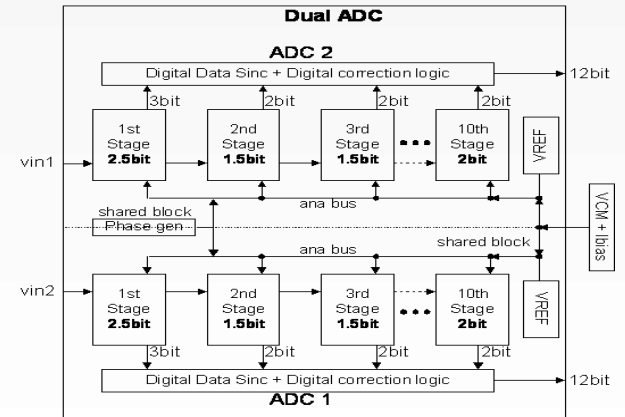 Dual ADC
ADC 2
Digital Data Sinc + Digital correction logic
12bit
3bit
2bit
2bit
2bit
1st Stage 2.5bit
2nd Stage 1.5bit
3rd Stage 1.5bit
10th Stage 2bit
VREF
vin1
ana bus
shared block
Phase gen
VCM + Ibias
ana bus
shared block
vin2
1st Stage 2.5bit
2nd Stage 1.5bit
3rd Stage 1.5bit
10th Stage 2bit
VREF
3bit
2bit
2bit
2bit
Digital Data Sinc + Digital correction logic
12bit
ADC 1